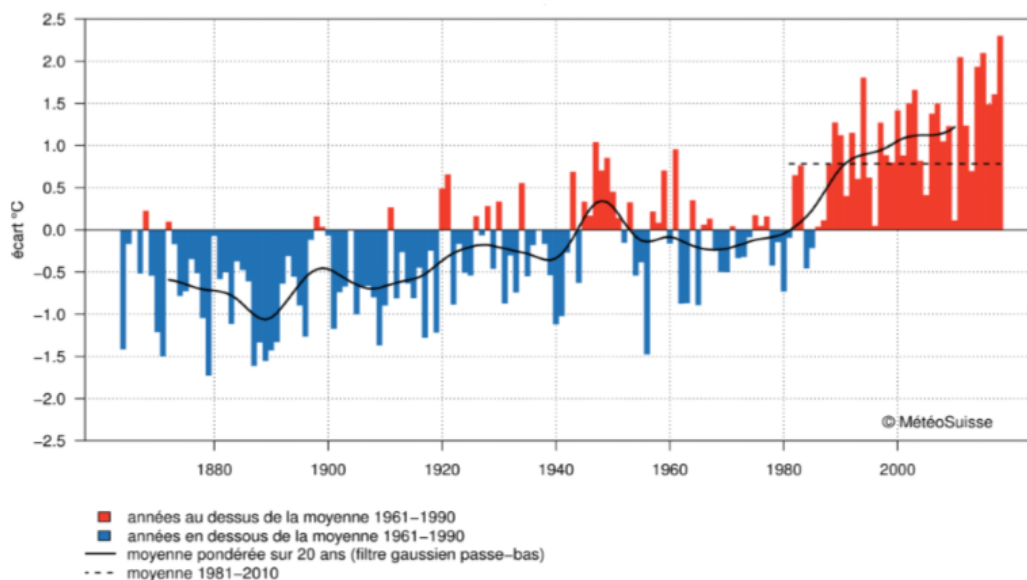 2.5
2.0
1.5
1.0
0.5
0.0
−0.5
−1.0
−1.5
−2.0
−2.5
écart °C
© MétéoSuisse
1880 1900 1920 1940 1960 1980 2000
années au dessus de la moyenne 1961−1990
années en dessous de la moyenne 1961−1990
moyenne pondérée sur 20 ans (filtre gaussien passe−bas)
moyenne 1981−2010